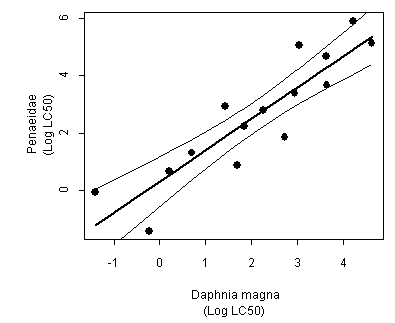 Penaeidae
(Log LC50)
6
4
2
0
-1 0 1 2 3 4
Daphnia magna
(Log LC50)